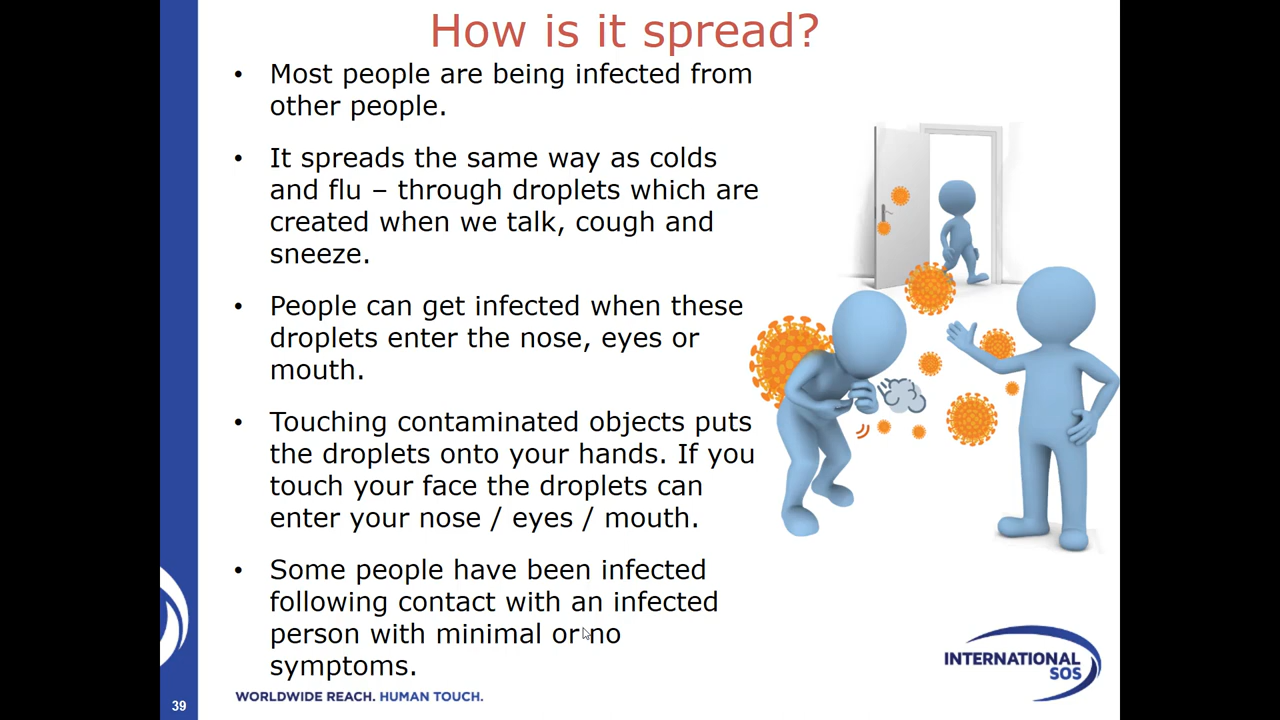 How is it spread?
• Most people are being infected from
other people.
• It spreads the same way as colds
and flu – through droplets which are
created when we talk, cough and
sneeze.
• People can get infected when these
droplets enter the nose, eyes or
mouth.
• Touching contaminated objects puts
the droplets onto your hands. If you
touch your face the droplets can
enter your nose / eyes / mouth.
• Some people have been infected
following contact with an infected
person with minimal or no
symptoms.
INTERNATIONAL
SOS
WORLDWIDE REACH. HUMAN TOUCH.
39